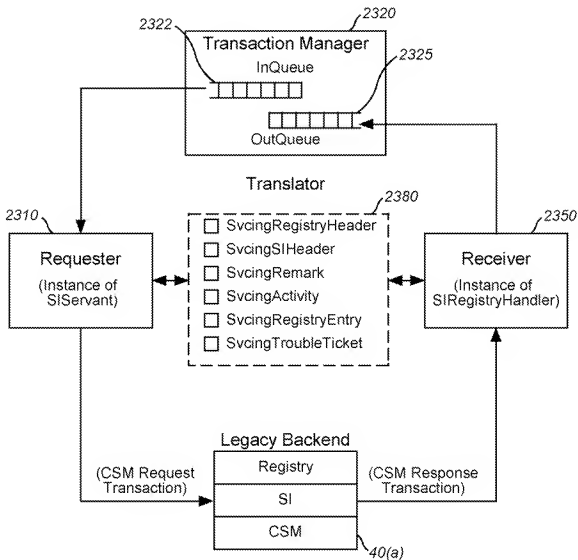 2320
2322
Transaction Manager
2325
InQueue
OutQueue
Translator
2310
2380
2350
Requester
(Instance of
SIServant)
SvcingRegistryHeader
SvcingSIHeader
SvcingRemark
SvcingActivity
SvcingRegistryEntry
SvcingTroubleTicket
Receiver
(Instance of
SIRegistryHandler)
Legacy Backend
(CSM Request
Transaction)
Registry
SI
CSM
(CSM Response
Transaction)
40(a)